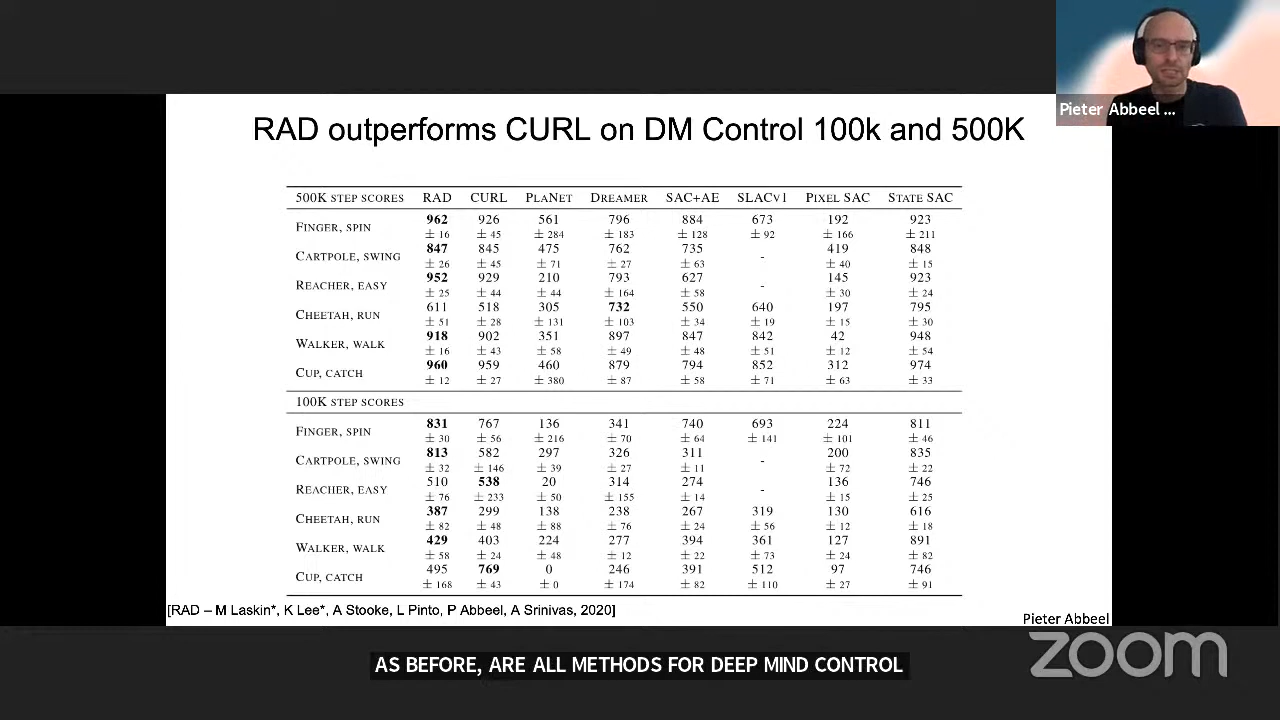 Pieter Abbeel ...
RAD outperforms CURL on DM Control 100k and 500K
500K STEP SCORES RAD CURL PLANET DREAMER SAC+AE SLACV1 PIXEL SAC STATE SAC
FINGER, SPIN 962 926 561 796 884 673 192 923
± 16 ± 45 ± 284 ± 183 ± 128 ± 92 ± 166 ± 211
CARTPOLE, SWING 847 845 475 762 735 - 419 848
± 26 ± 45 ± 71 ± 27 ± 63 ± 40 ± 15
REACHER, EASY 952 929 210 793 627 - 145 923
± 25 ± 44 ± 44 ± 164 ± 58 ± 30 ± 24
CHEETAH, RUN 611 518 305 732 550 640 197 795
± 51 ± 28 ± 131 ± 103 ± 34 ± 19 ± 15 ± 30
WALKER, WALK 918 902 351 897 847 842 42 948
± 16 ± 43 ± 58 ± 49 ± 48 ± 51 ± 12 ± 54
CUP, CATCH 960 959 460 879 794 852 312 974
± 12 ± 27 ± 380 ± 87 ± 58 ± 71 ± 63 ± 33
100K STEP SCORES
FINGER, SPIN 831 767 136 341 740 693 224 811
± 30 ± 56 ± 216 ± 70 ± 64 ± 141 ± 101 ± 46
CARTPOLE, SWING 813 582 297 326 311 - 200 835
± 32 ± 146 ± 39 ± 27 ± 11 ± 72 ± 22
REACHER, EASY 510 538 20 314 274 - 136 746
± 76 ± 233 ± 50 ± 155 ± 14 ± 15 ± 25
CHEETAH, RUN 387 299 138 238 267 319 130 616
± 82 ± 48 ± 88 ± 76 ± 24 ± 56 ± 12 ± 18
WALKER, WALK 429 403 224 277 394 361 127 891
± 58 ± 24 ± 48 ± 12 ± 22 ± 73 ± 24 ± 82
CUP, CATCH 495 769 0 246 391 512 97 746
± 168 ± 43 ± 0 ± 174 ± 82 ± 110 ± 27 ± 91
[RAD – M Laskin*, K Lee*, A Stooke, L Pinto, P Abbeel, A Srinivas, 2020]
Pieter Abbeel
zoom
AS BEFORE, ARE ALL METHODS FOR DEEP MIND CONTROL